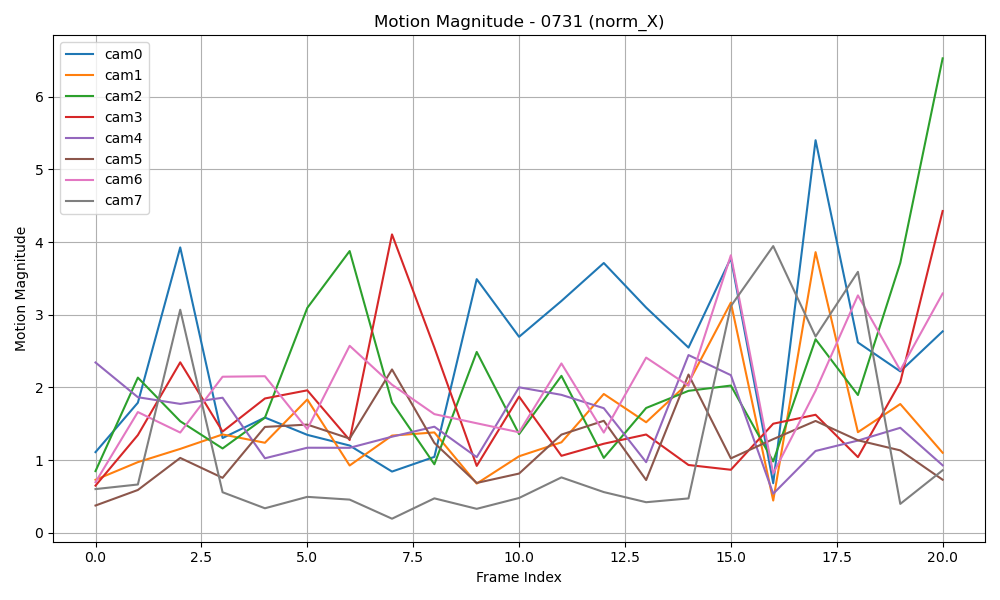 Motion Magnitude - 0731 (norm_X)
cam0
cam1
cam2
cam3
cam4
cam5
cam6
cam7
Motion Magnitude
6
5
4
3
2
1
0
0.0 2.5 5.0 7.5 10.0 12.5 15.0 17.5 20.0
Frame Index